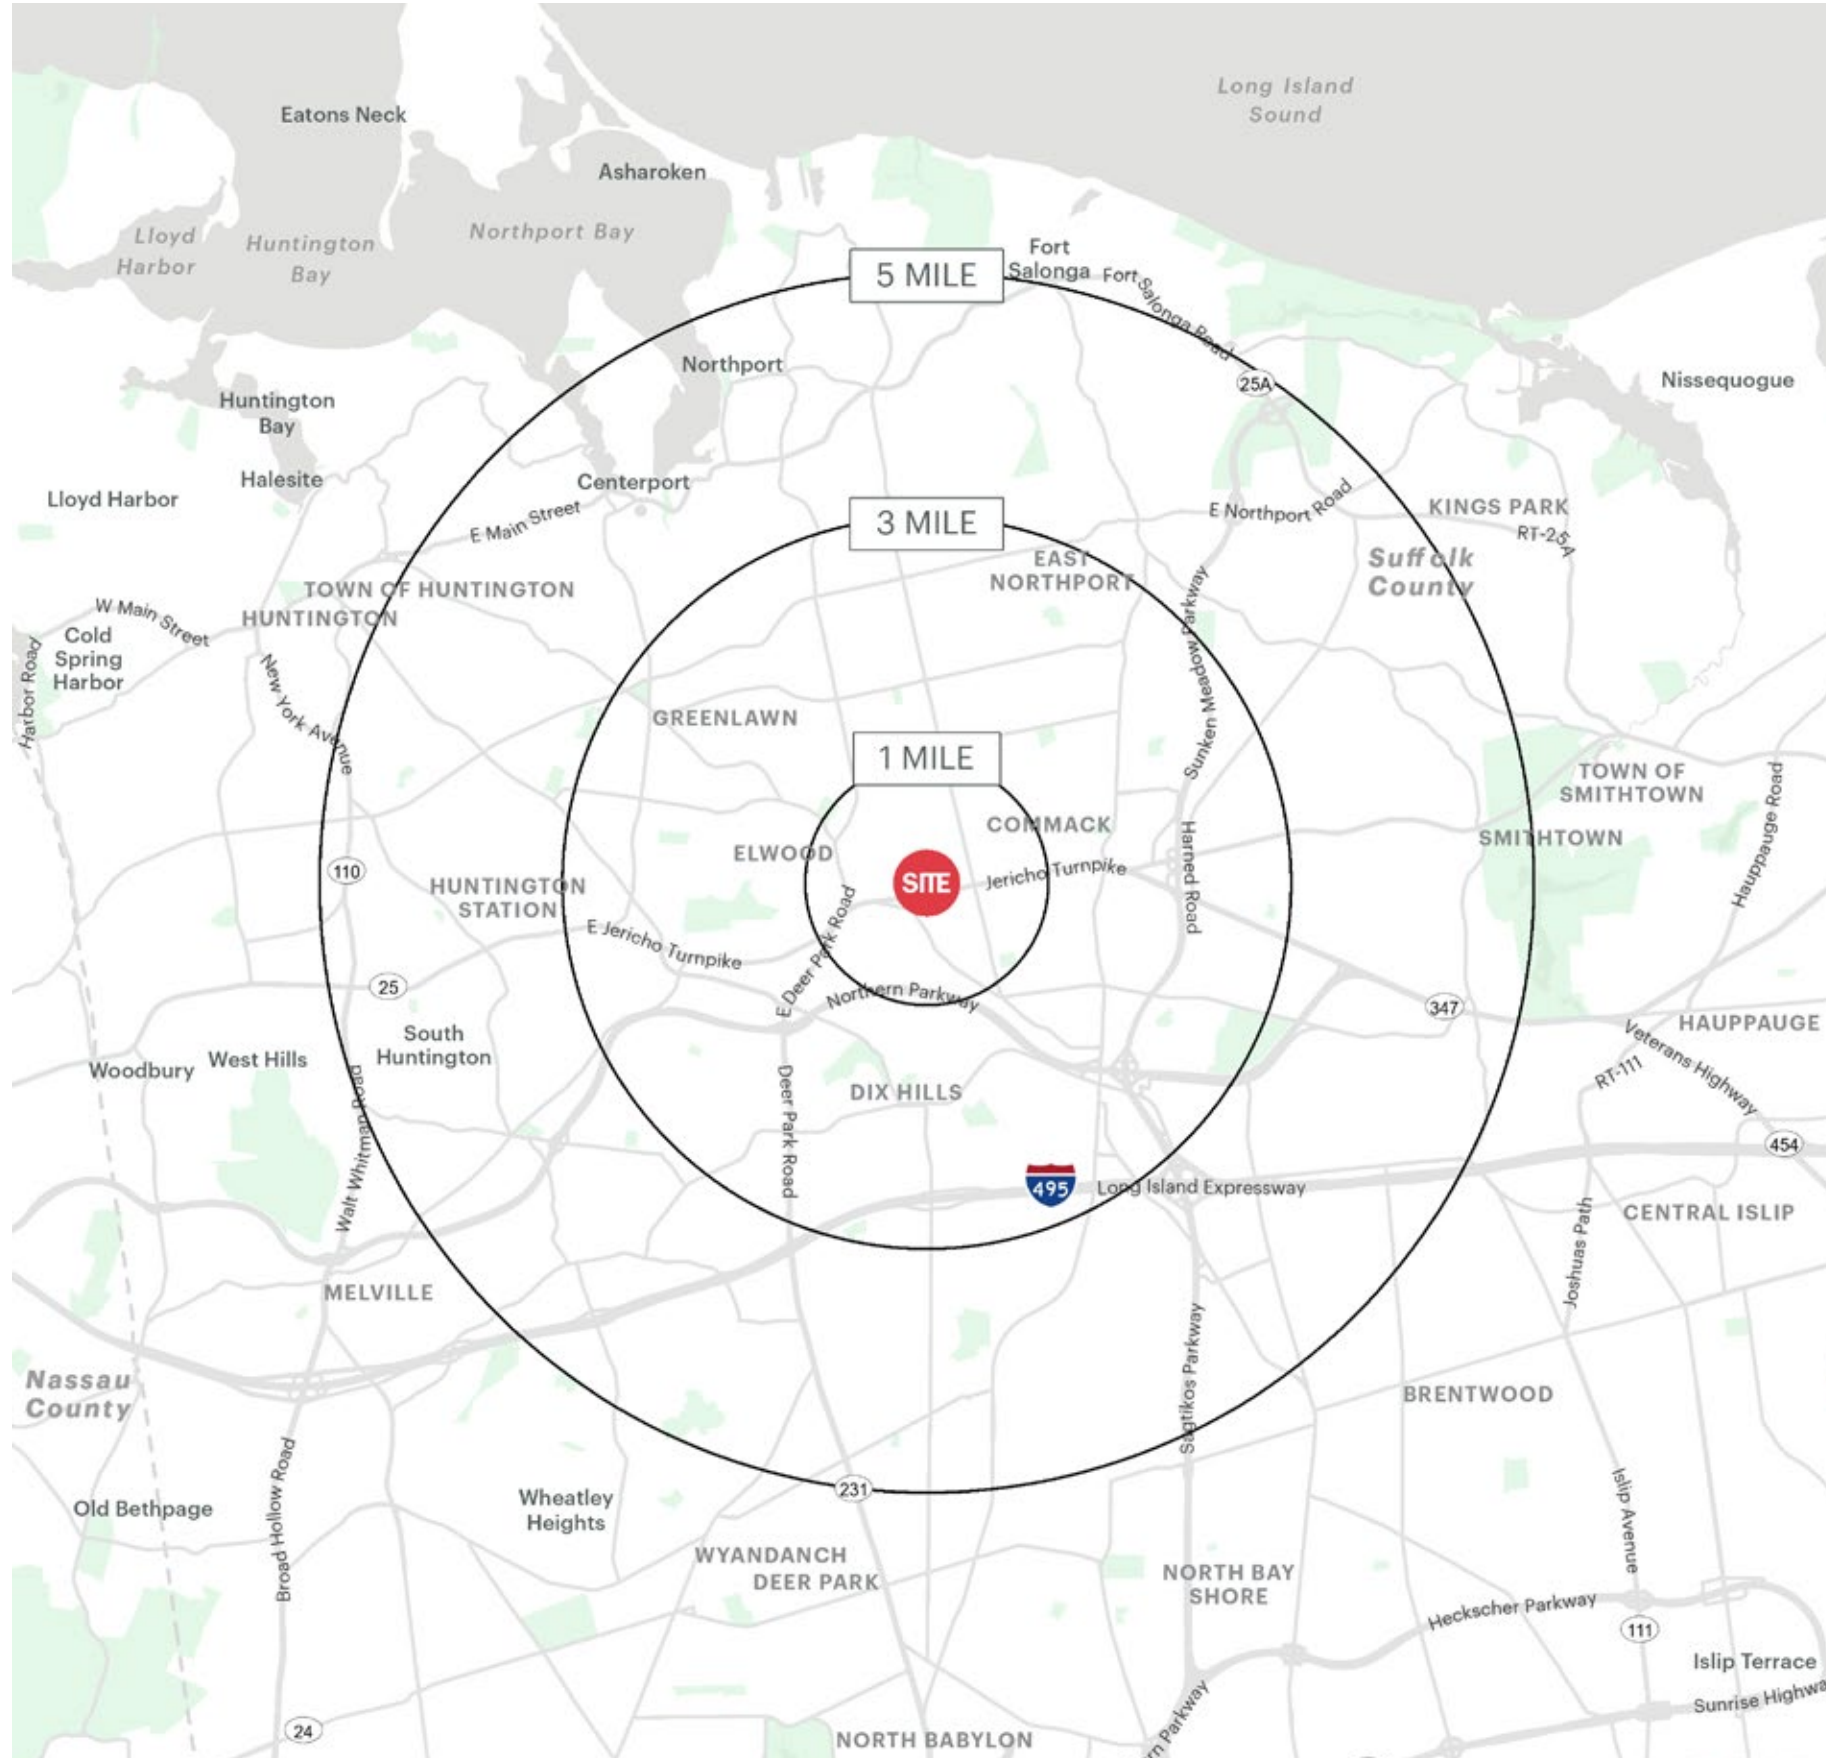 Long Island
Sound
Eatons Neck
Asharoken
Lloyd
Harbor
Huntington
Bay
Northport Bay
Fort
Salonga
Fort Salonga Road
5 MILE
Northport
25A
Nissequogue
Huntington
Bay
Halesite
Lloyd Harbor
Centerport
E Main Street
E Northport Road
KINGS PARK
RT-25A
3 MILE
EAST
NORTHPORT
Suffolk
County
TOWN OF HUNTINGTON
HUNTINGTON
W Main Street
Cold
Spring
Harbor
Harbor Road
New York Avenue
Sunken Meadow Parkway
GREENLAWN
1 MILE
TOWN OF
SMITHTOWN
SMITHTOWN
Hauppauge Road
COMMACK
ELWOOD
SITE
Jericho Turnpike
Harned Road
110
HUNTINGTON
STATION
E Jericho Turnpike
E Deer Park Road
Northern Parkway
25
347
HAUPPAUGE
South
Huntington
West Hills
Woodbury
Veterans Highway
RT-111
DIX HILLS
Deer Park Road
Walt Whitman Road
454
495
Long Island Expressway
CENTRAL ISLIP
Joshuas Path
MELVILLE
Sagtikos Parkway
Nassau
County
BRENTWOOD
Broad Hollow Road
Old Bethpage
Wheatley
Heights
231
Islip Avenue
WYANDANCH
DEER PARK
NORTH BAY
SHORE
Heckscher Parkway
111
Islip Terrace
Sunrise Highwa
24
NORTH BABYLON
rn Parkway